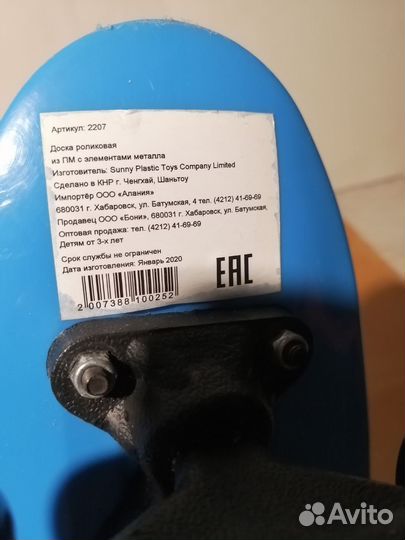 Артикул: 2207
Доска роликовая
из ПМ с элементами металла
Изготовитель: Sunny Plastic Toys Company Limited
Сделано в КНР г. Ченгхай, Шаньтоу
Импортёр ООО «Алания»
680031 г. Хабаровск, ул. Батумская, 4 тел. (4212) 41-69-69
Продавец ООО «Бони», 680031 г. Хабаровск, ул. Батумская,
Оптовая продажа: тел. (4212) 41-69-69
Детям от 3-х лет
Срок службы не ограничен
Дата изготовления: Январь 2020
2 007388 100252
EAC
Avito